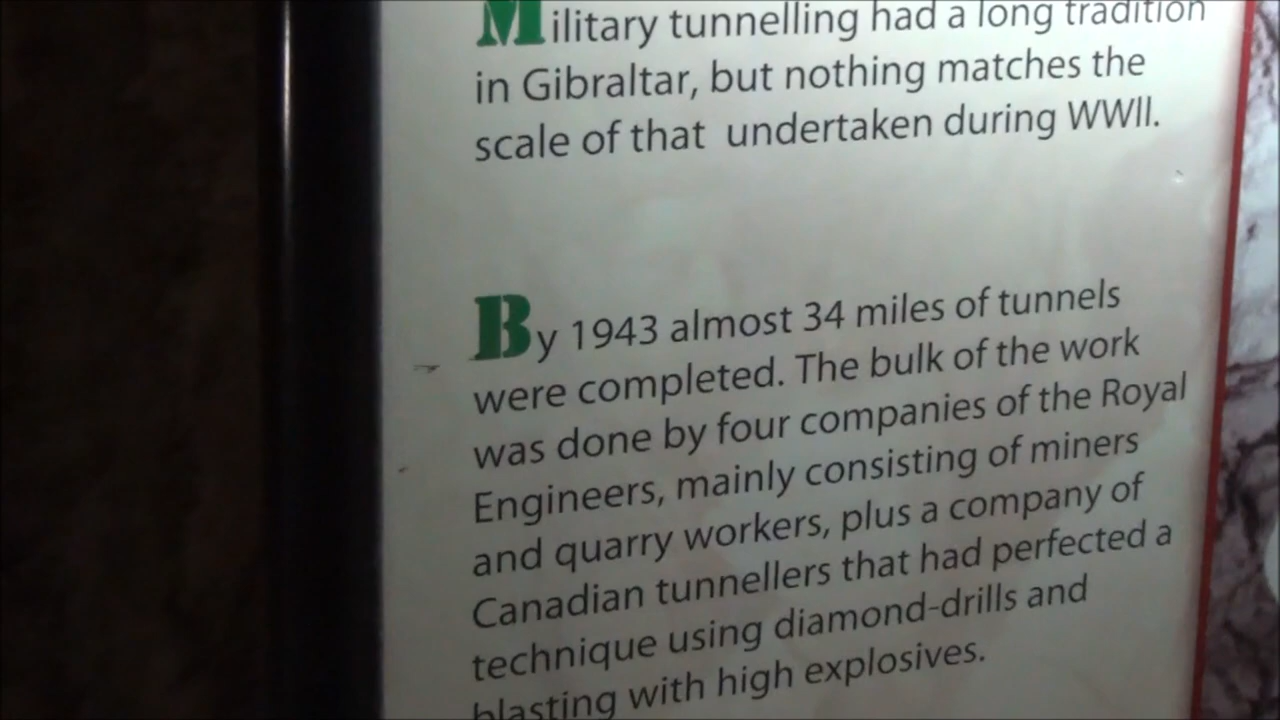 Military tunnelling had a long tradition
in Gibraltar, but nothing matches the
scale of that undertaken during WWII.
By 1943 almost 34 miles of tunnels
were completed. The bulk of the work
was done by four companies of the Royal
Engineers, mainly consisting of miners
and quarry workers, plus a company of
Canadian tunnellers that had perfected a
technique using diamond-drills and
blasting with high explosives.